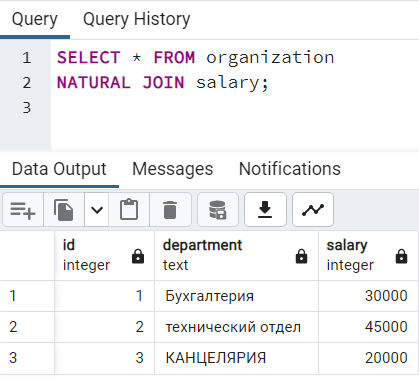 Query Query History
1 SELECT * FROM organization
2 NATURAL JOIN salary;
3
Data Output Messages Notifications
id department salary
integer text integer
1 1 Бухгалтерия 30000
2 2 технический отдел 45000
3 3 КАНЦЕЛЯРИЯ 20000